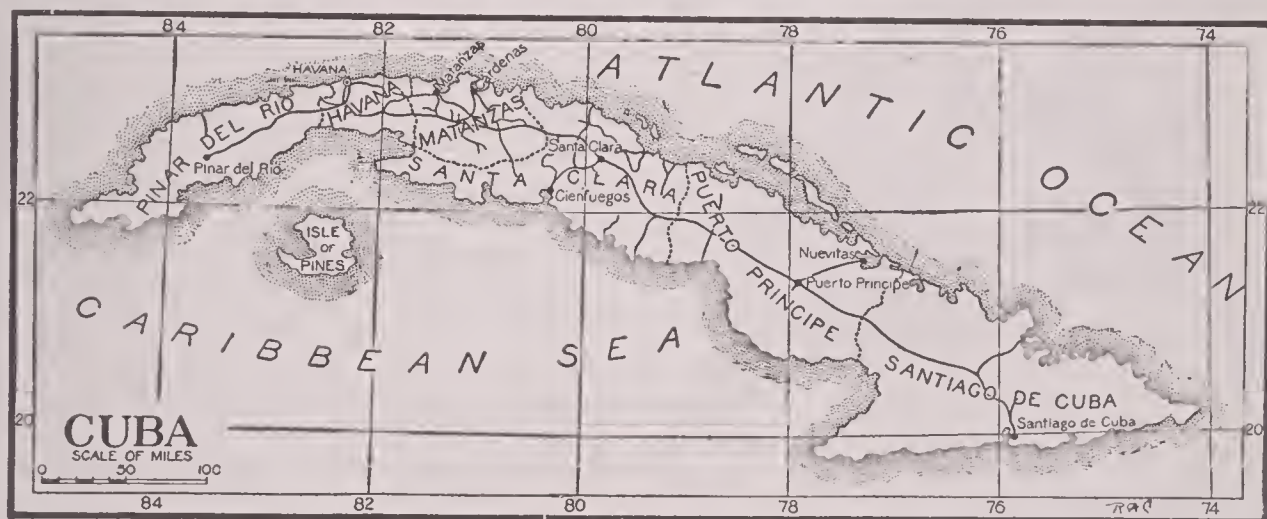 84
82
80
78
76
74
ATLANTIC OCEAN
HAVANA
Matanzas
Cardenas
PINAR DEL RIO
HAVANA
MATANZAS
Pinar del Rio
Santa Clara
SANTA CLARA
Cienfuegos
22
22
ISLE
OF
PINES
PUERTO PRINCIPE
Nuevitas
Puerto Principe
CARIBBEAN SEA
SANTIAGO DE CUBA
Santiago de Cuba
20
20
CUBA
SCALE OF MILES
0 50 100
84
82
80
78
76
74